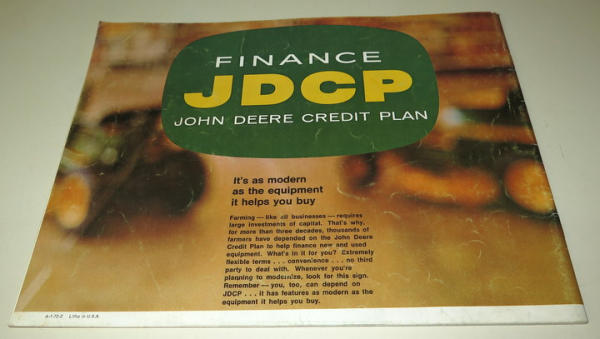 FINANCE
JDCP
JOHN DEERE CREDIT PLAN
It's as modern
as the equipment
it helps you buy
Farming — like all businesses — requires
large investments of capital. That's why,
for more than three decades, thousands of
farmers have depended on the John Deere
Credit Plan to help finance new and used
equipment. What's in it for you? Extremely
flexible terms . . . convenience . . . no third
party to deal with. Whenever you're
planning to modernize, look for this sign.
Remember — you, too, can depend on
JDCP . . . it has features as modern as the
equipment it helps you buy.
Litho in U.S.A.